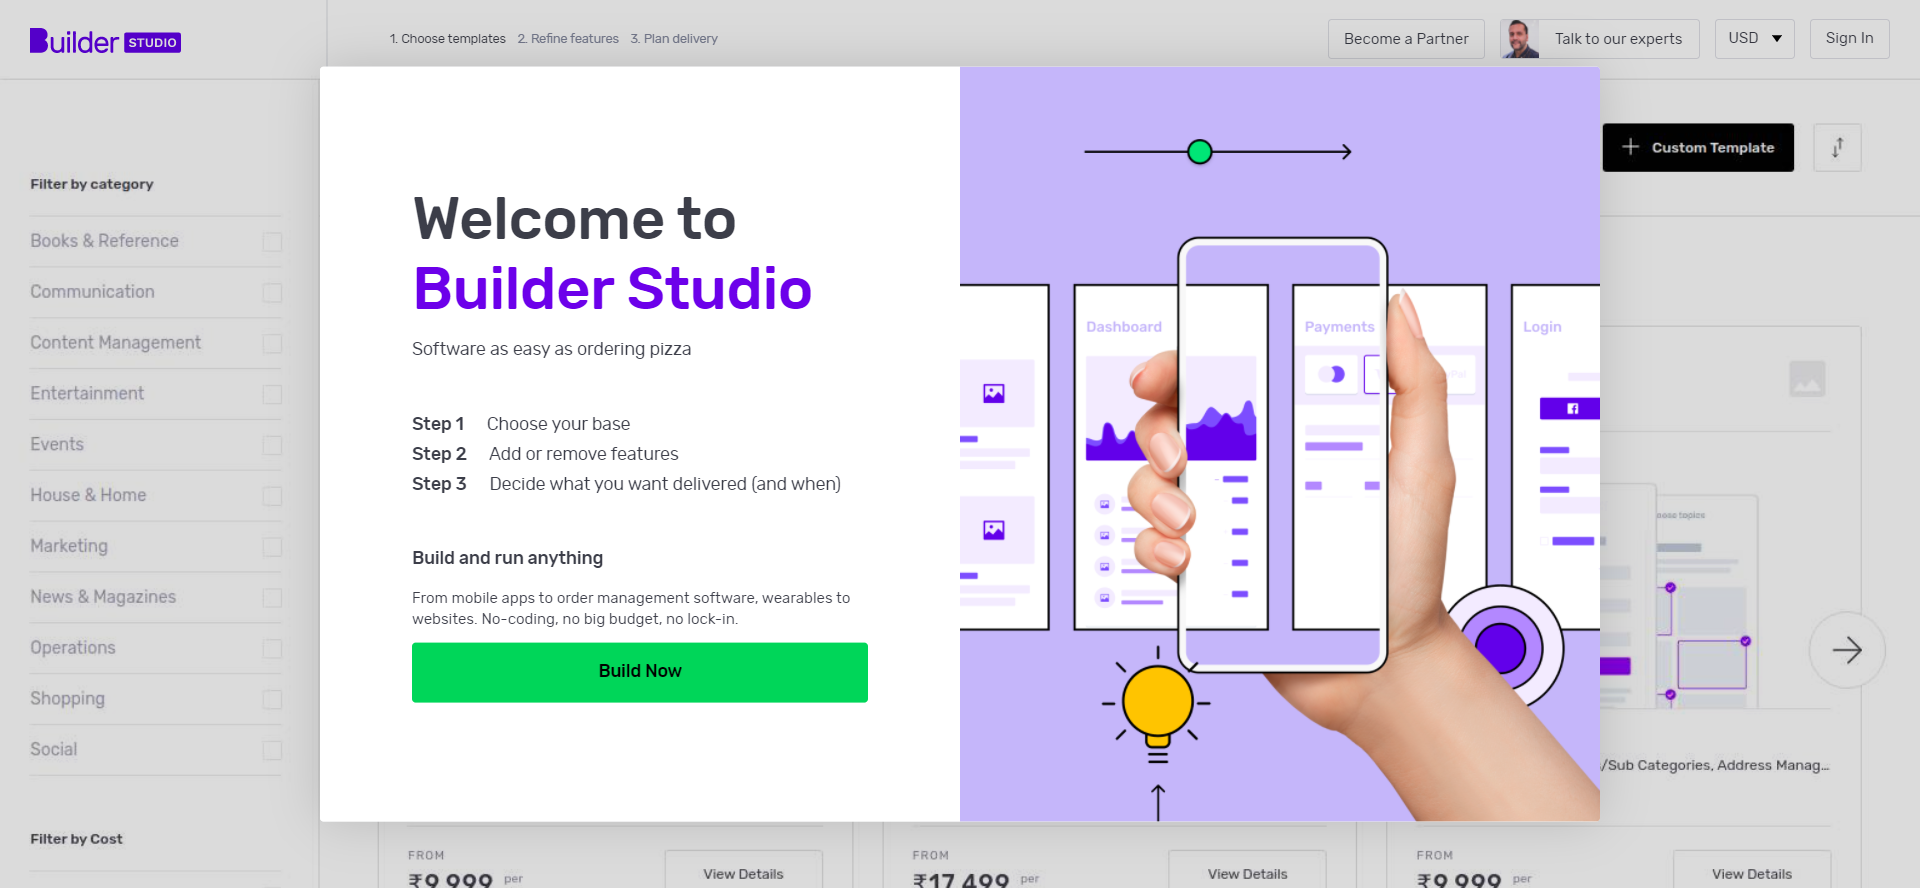 Builder STUDIO
1. Choose templates 2. Refine features 3. Plan delivery
Become a Partner
Talk to our experts
USD
Sign In
Custom Template
Filter by category
Books & Reference
Communication
Content Management
Entertainment
Events
House & Home
Marketing
News & Magazines
Operations
Shopping
Social
Filter by Cost
Welcome to
Builder Studio
Software as easy as ordering pizza
Step 1 Choose your base
Step 2 Add or remove features
Step 3 Decide what you want delivered (and when)
Build and run anything
From mobile apps to order management software, wearables to
websites. No-coding, no big budget, no lock-in.
Build Now
Dashboard
Payments
Login
topics
/Sub Categories, Address Manag...
FROM
₹9,999 per
View Details
FROM
₹17,499 per
View Details
FROM
₹9,999 per
View Details